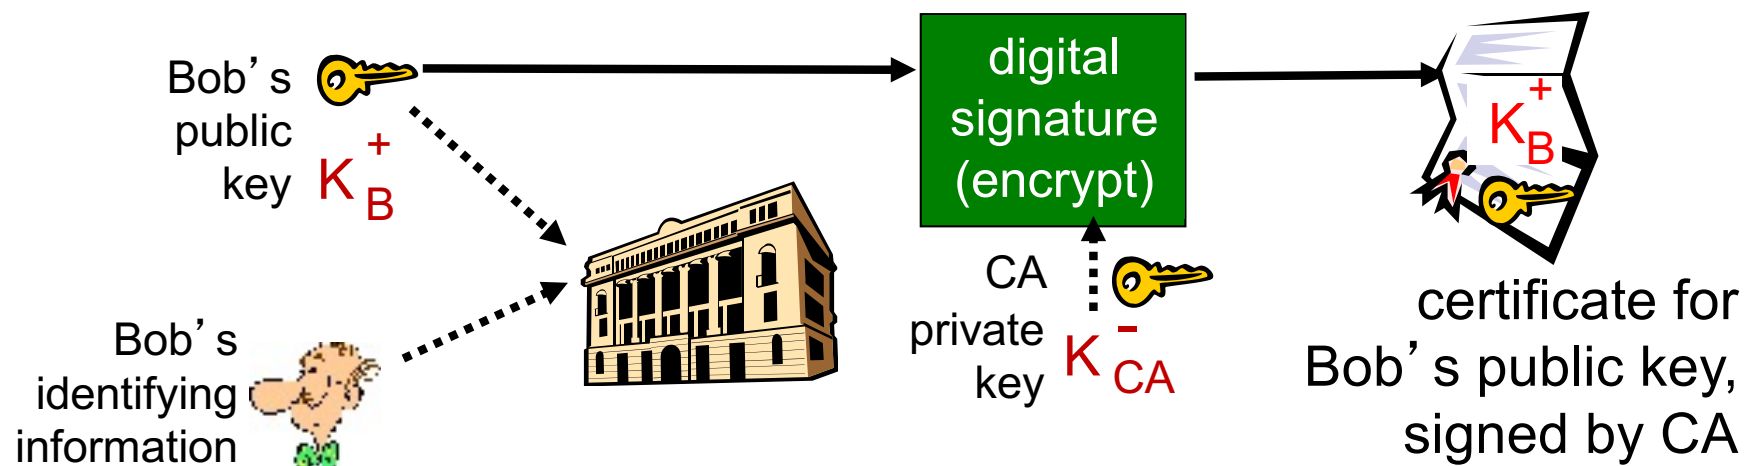 Bob's
public
key
K+B
Bob's
identifying
information
digital
signature
(encrypt)
CA
private
key
K-CA
K+B
certificate for
Bob's public key,
signed by CA